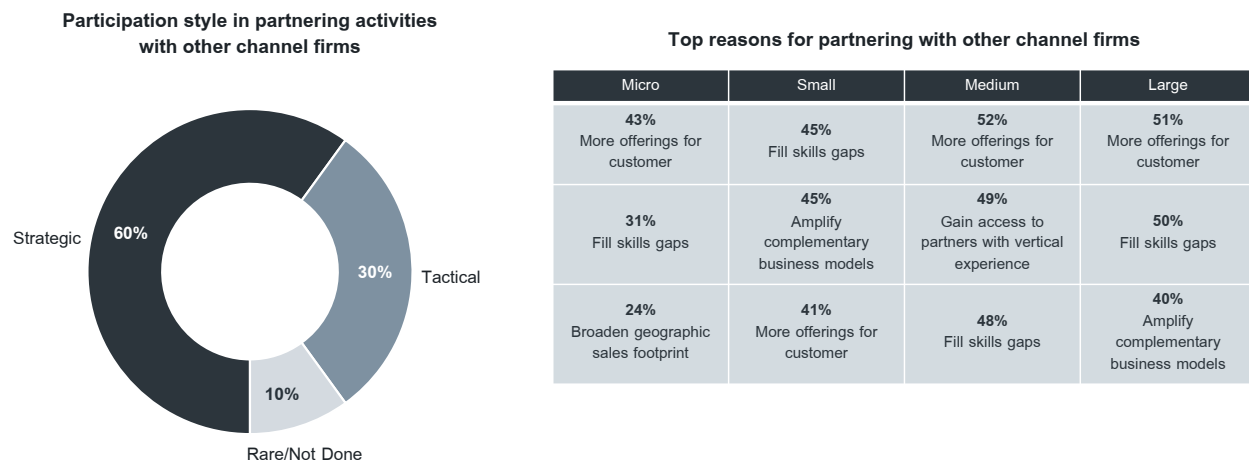 Participation style in partnering activities
with other channel firms
Strategic
60%
30%
Tactical
10%
Rare/Not Done
Top reasons for partnering with other channel firms
Micro
Small
Medium
Large
43%
More offerings for
customer
45%
Fill skills gaps
52%
More offerings for
customer
51%
More offerings for
customer
31%
Fill skills gaps
45%
Amplify
complementary
business models
49%
Gain access to
partners with vertical
experience
50%
Fill skills gaps
24%
Broaden geographic
sales footprint
41%
More offerings for
customer
48%
Fill skills gaps
40%
Amplify
complementary
business models